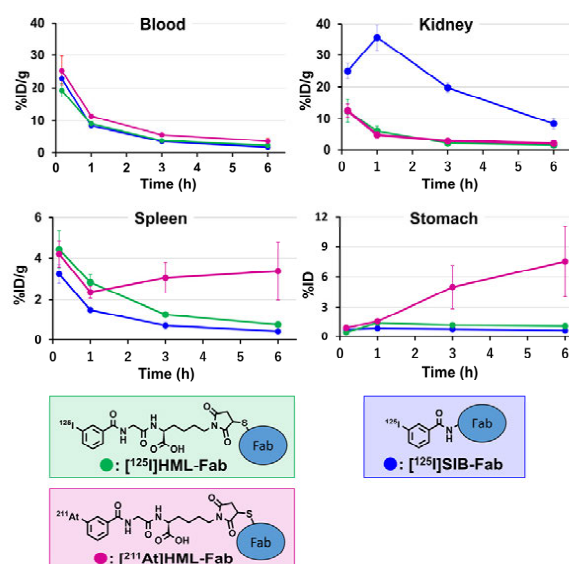 Blood
Kidney
%ID/g
40
30
20
10
0
0 1 2 3 4 5 6
Time (h)
%ID/g
40
30
20
10
0
0 1 2 3 4 5 6
Time (h)
Spleen
Stomach
%ID/g
6
4
2
0
0 1 2 3 4 5 6
Time (h)
%ID
12
9
6
3
0
0 1 2 3 4 5 6
Time (h)
125I
O
N
H
H
N
O
O
OH
N
O
O
S
Fab
: [125I]HML-Fab
125I
O
N
H
Fab
: [125I]SIB-Fab
211At
O
N
H
H
N
O
O
OH
N
O
O
S
Fab
: [211At]HML-Fab